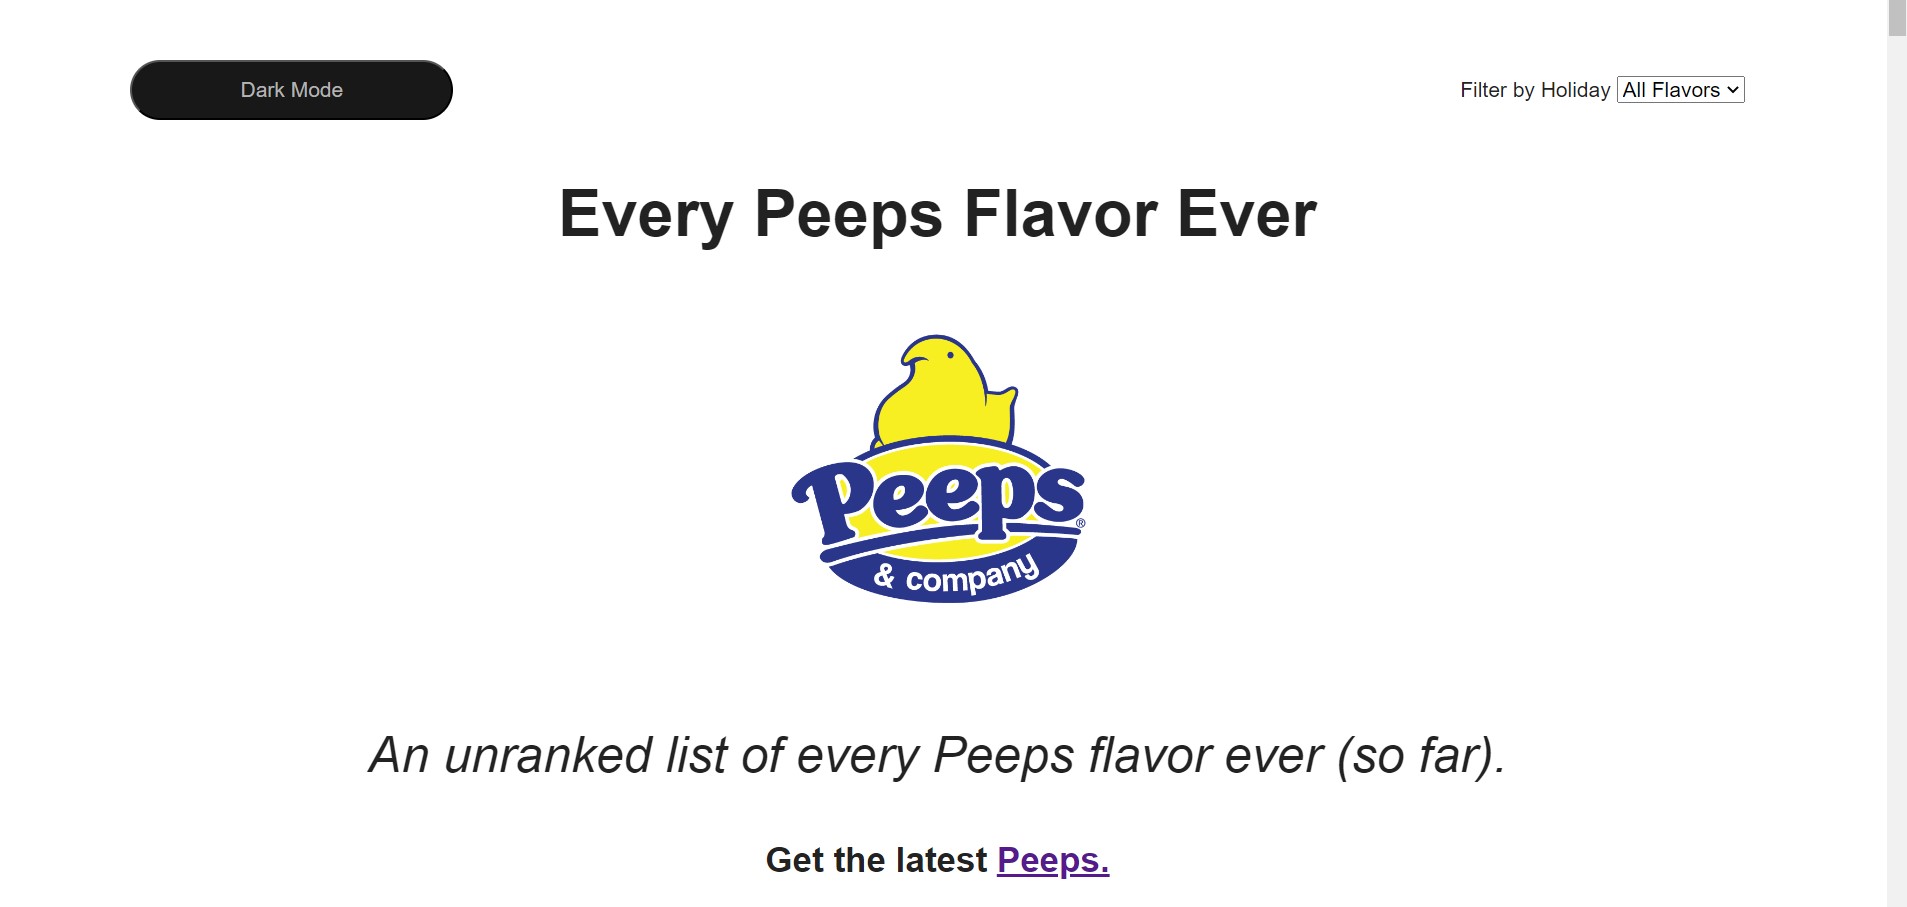 Dark Mode
Filter by Holiday All Flavors
Every Peeps Flavor Ever
Peeps
®
& company
An unranked list of every Peeps flavor ever (so far).
Get the latest Peeps.